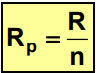 Rp = R/n